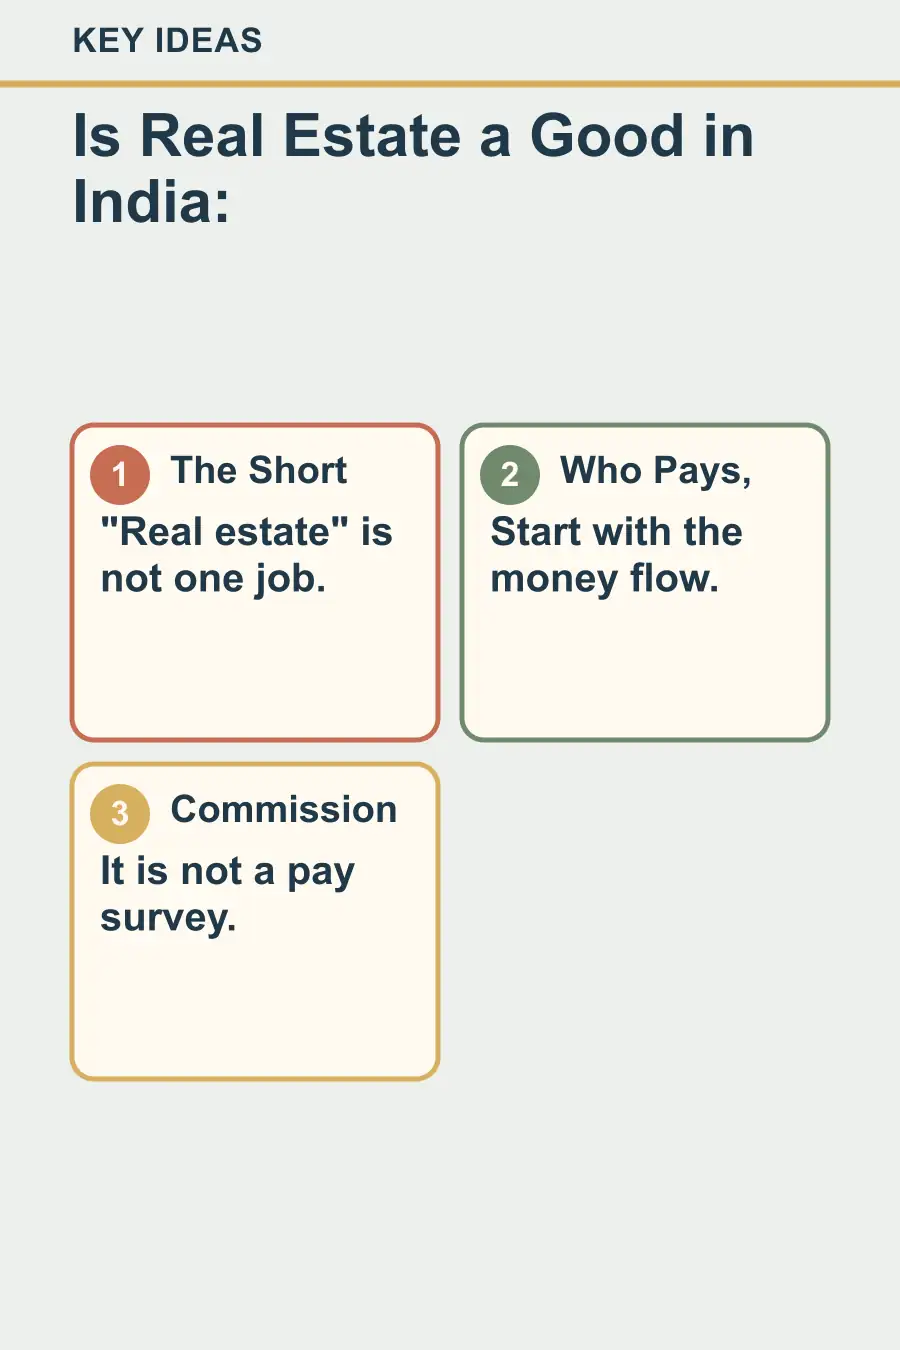 KEY IDEAS
Is Real Estate a Good in
India:
1 The Short
"Real estate" is
not one job.
2 Who Pays,
Start with the
money flow.
3 Commission
It is not a pay
survey.